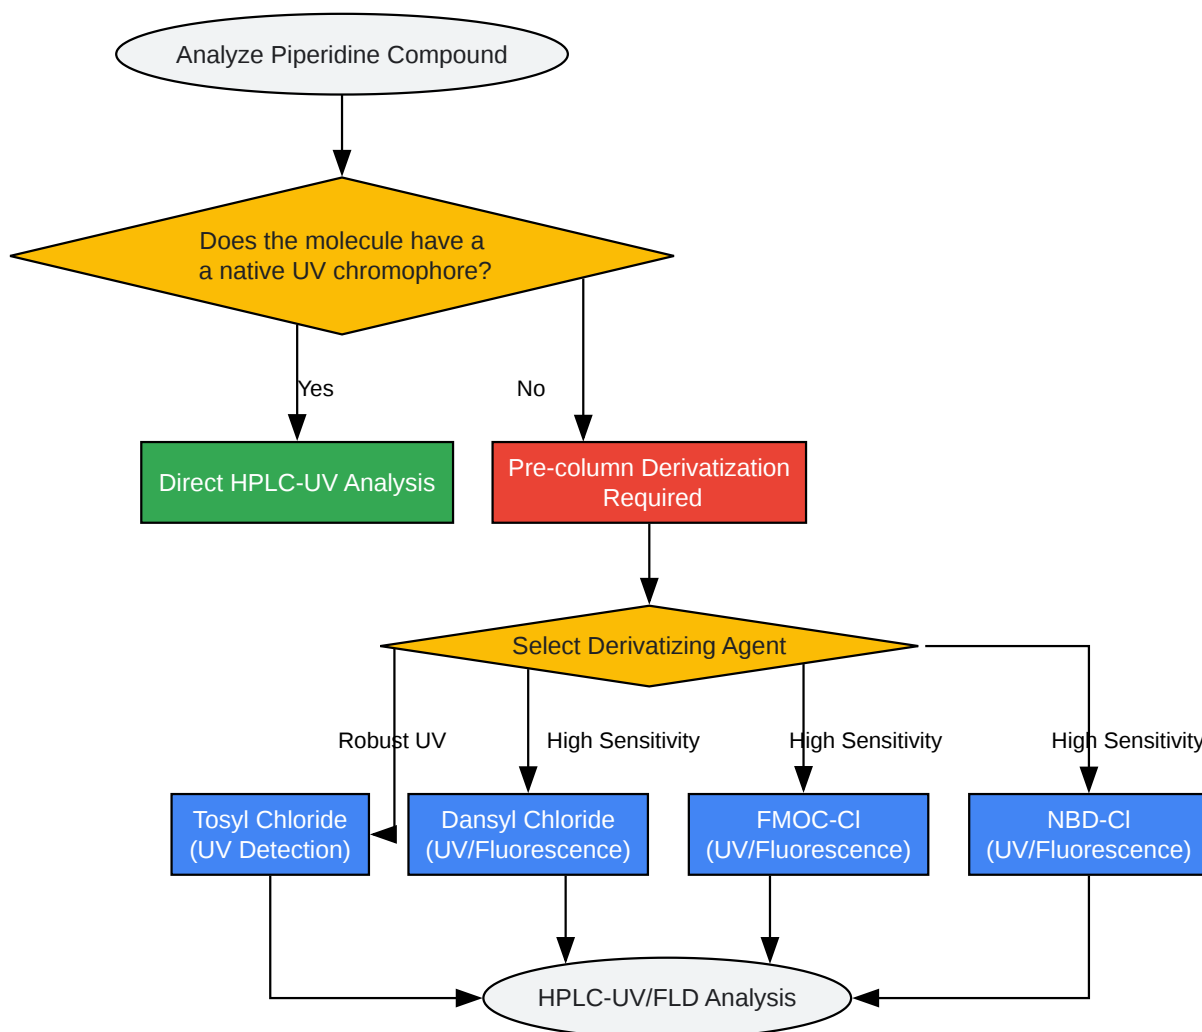 Analyze Piperidine Compound
Does the molecule have a
a native UV chromophore?
Yes
No
Direct HPLC-UV Analysis
Pre-column Derivatization
Required
Select Derivatizing Agent
Robust UV
High Sensitivity
High Sensitivity
High Sensitivity
Tosyl Chloride
(UV Detection)
Dansyl Chloride
(UV/Fluorescence)
FMOC-Cl
(UV/Fluorescence)
NBD-Cl
(UV/Fluorescence)
HPLC-UV/FLD Analysis